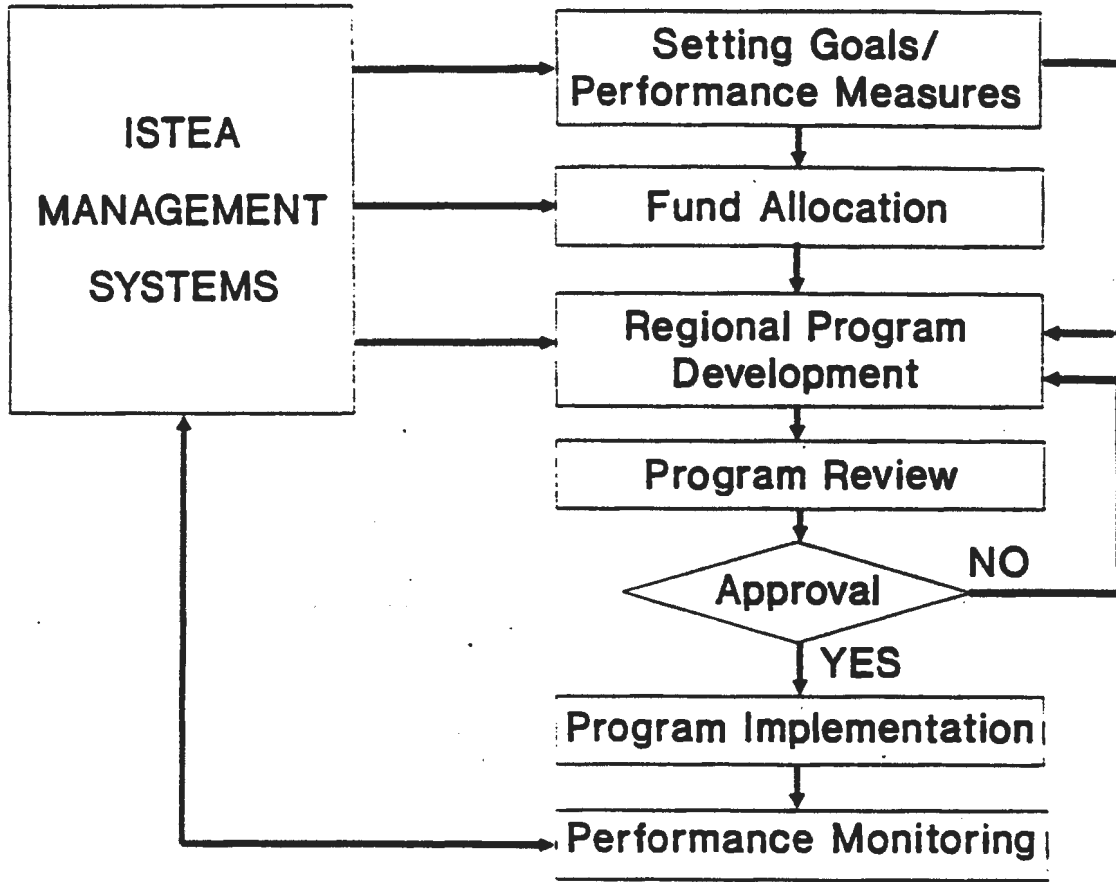 ISTEA
MANAGEMENT
SYSTEMS
Setting Goals/
Performance Measures
Fund Allocation
Regional Program
Development
Program Review
Approval
NO
YES
Program Implementation
Performance Monitoring